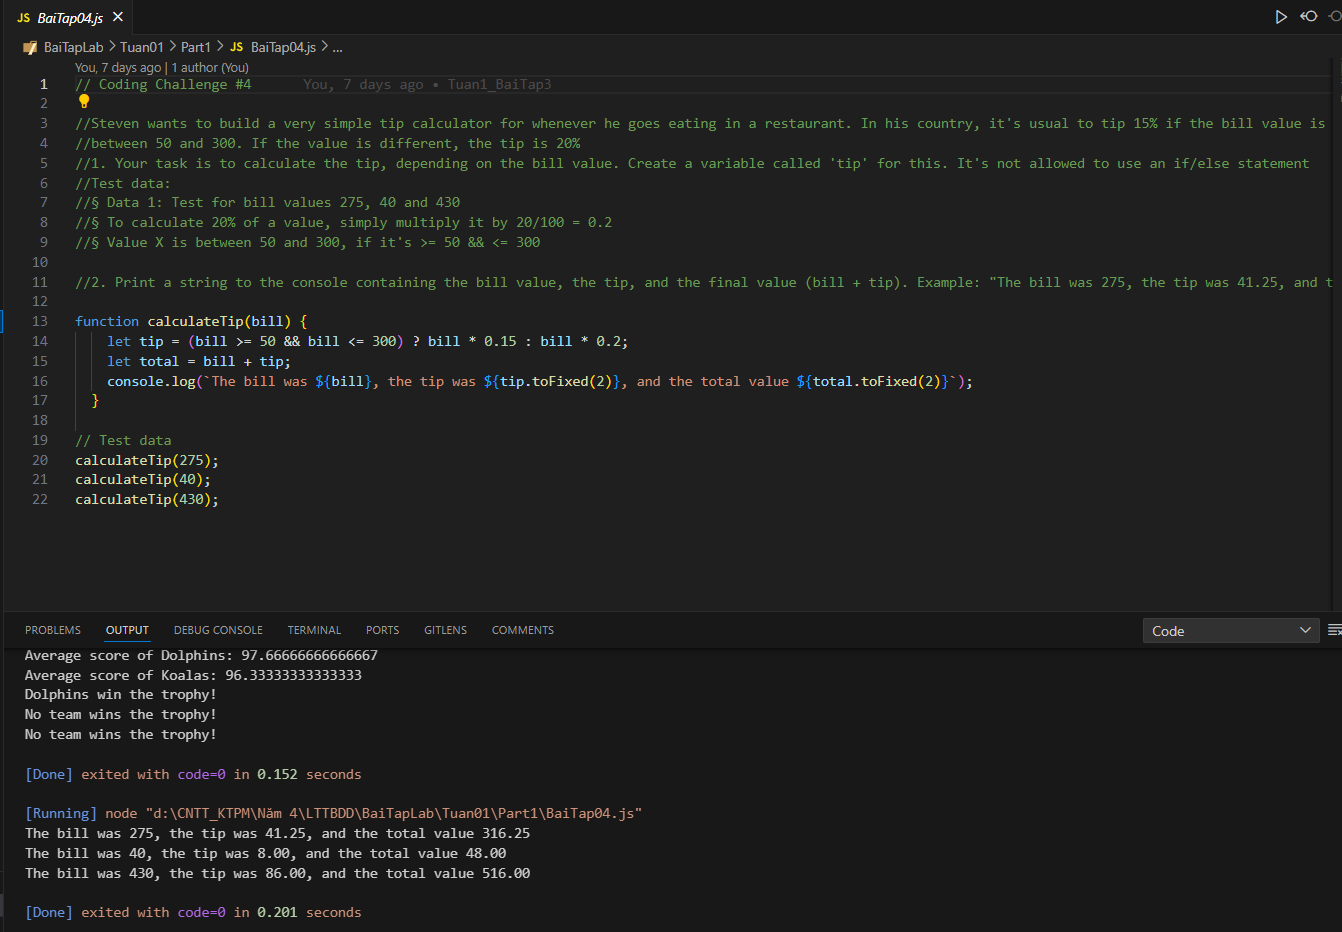 JS BaiTap04.js
BaiTapLab > Tuan01 > Part1 > JS BaiTap04.js > ...
You, 7 days ago | 1 author (You)
1 // Coding Challenge #4 You, 7 days ago • Tuan1_BaiTap3
2
3 //Steven wants to build a very simple tip calculator for whenever he goes eating in a restaurant. In his country, it's usual to tip 15% if the bill value is
4 //between 50 and 300. If the value is different, the tip is 20%
5 //1. Your task is to calculate the tip, depending on the bill value. Create a variable called 'tip' for this. It's not allowed to use an if/else statement
6 //Test data:
7 //§ Data 1: Test for bill values 275, 40 and 430
8 //§ To calculate 20% of a value, simply multiply it by 20/100 = 0.2
9 //§ Value X is between 50 and 300, if it's >= 50 && <= 300
10
11 //2. Print a string to the console containing the bill value, the tip, and the final value (bill + tip). Example: "The bill was 275, the tip was 41.25, and t
12
13 function calculateTip(bill) {
14 let tip = (bill >= 50 && bill <= 300) ? bill * 0.15 : bill * 0.2;
15 let total = bill + tip;
16 console.log(`The bill was ${bill}, the tip was ${tip.toFixed(2)}, and the total value ${total.toFixed(2)}`);
17 }
18
19 // Test data
20 calculateTip(275);
21 calculateTip(40);
22 calculateTip(430);
PROBLEMS OUTPUT DEBUG CONSOLE TERMINAL PORTS GITLENS COMMENTS Code
Average score of Dolphins: 97.66666666666667
Average score of Koalas: 96.33333333333333
Dolphins win the trophy!
No team wins the trophy!
No team wins the trophy!
[Done] exited with code=0 in 0.152 seconds
[Running] node "d:\CNTT_KTPM\Năm 4\LTTBDD\BaiTapLab\Tuan01\Part1\BaiTap04.js"
The bill was 275, the tip was 41.25, and the total value 316.25
The bill was 40, the tip was 8.00, and the total value 48.00
The bill was 430, the tip was 86.00, and the total value 516.00
[Done] exited with code=0 in 0.201 seconds